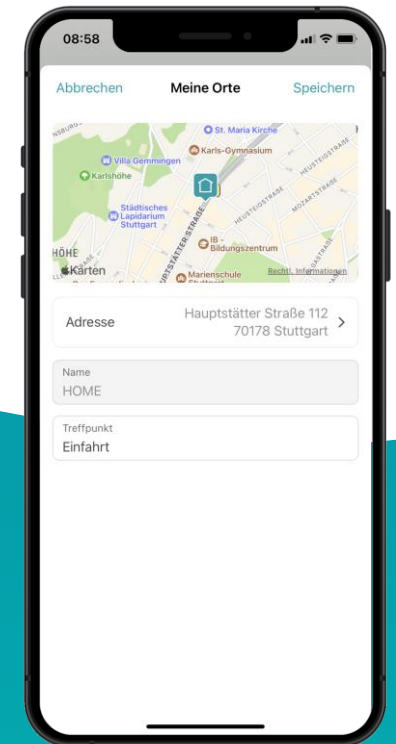 08:58
Abbrechen
Meine Orte
Speichern
St. Maria Kirche
Karls-Gymnasium
Villa Gemmingen
Karlshöhe
HEUSTEIGSTRAßE
MOZARTSTRAßE
Städtisches
Lapidarium
Stuttgart
HEUSTEIGSTRAßE
IB -
Bildungszentrum
HÖHE
Karten
Marienschule
Rechtl. Informationen
Adresse
Hauptstätter Straße 112
70178 Stuttgart
Name
HOME
Treffpunkt
Einfahrt